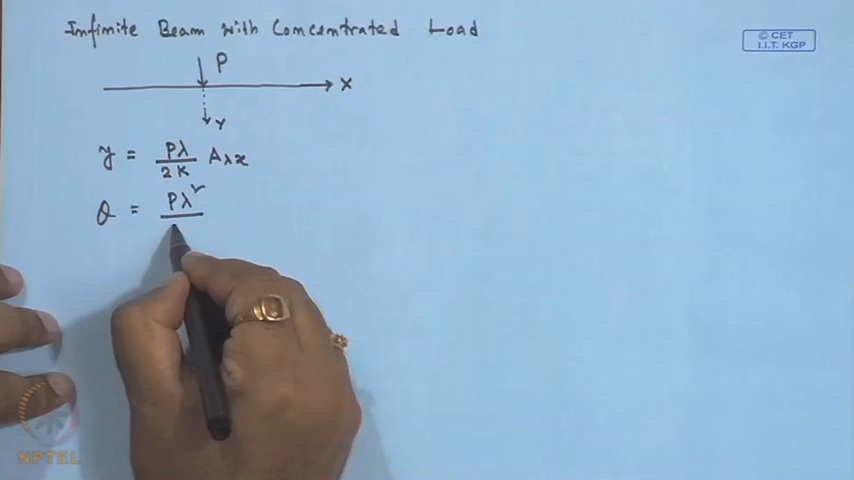 Infinite Beam with Concentrated Load
© CET
I.I.T. KGP
P
X
Y
y = Pλ/2K Aλx
θ = Pλ²/
NPTEL